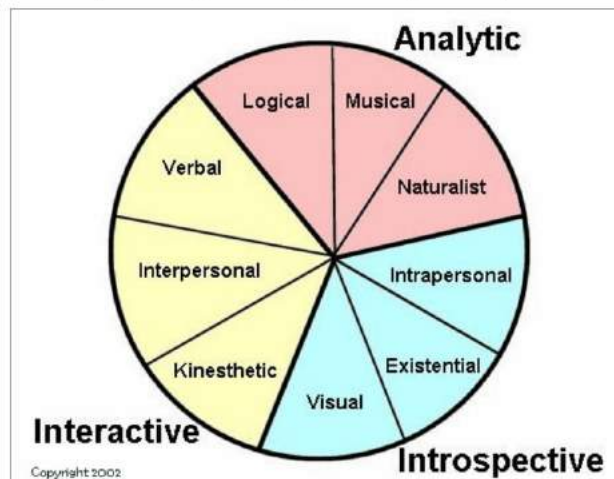 Analytic
Logical
Musical
Naturalist
Verbal
Interpersonal
Kinesthetic
Intrapersonal
Existential
Visual
Interactive
Introspective
Copyright 2002